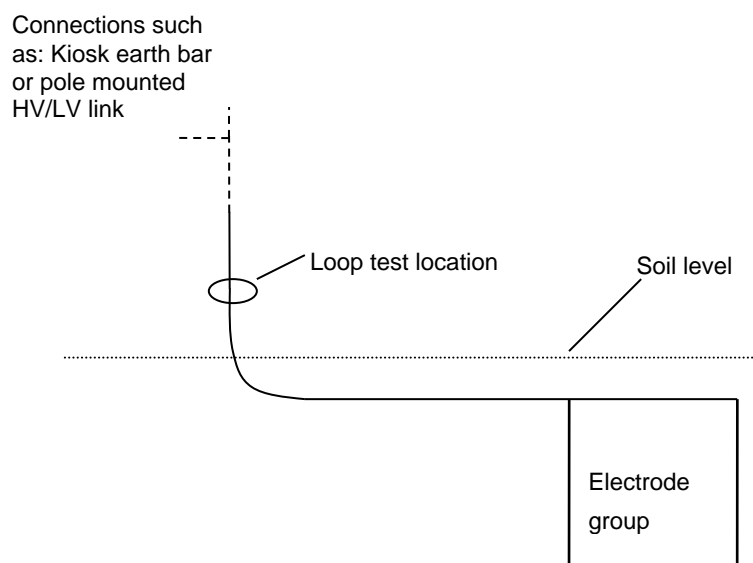 Connections such
as: Kiosk earth bar
or pole mounted
HV/LV link
Loop test location
Soil level
Electrode
group